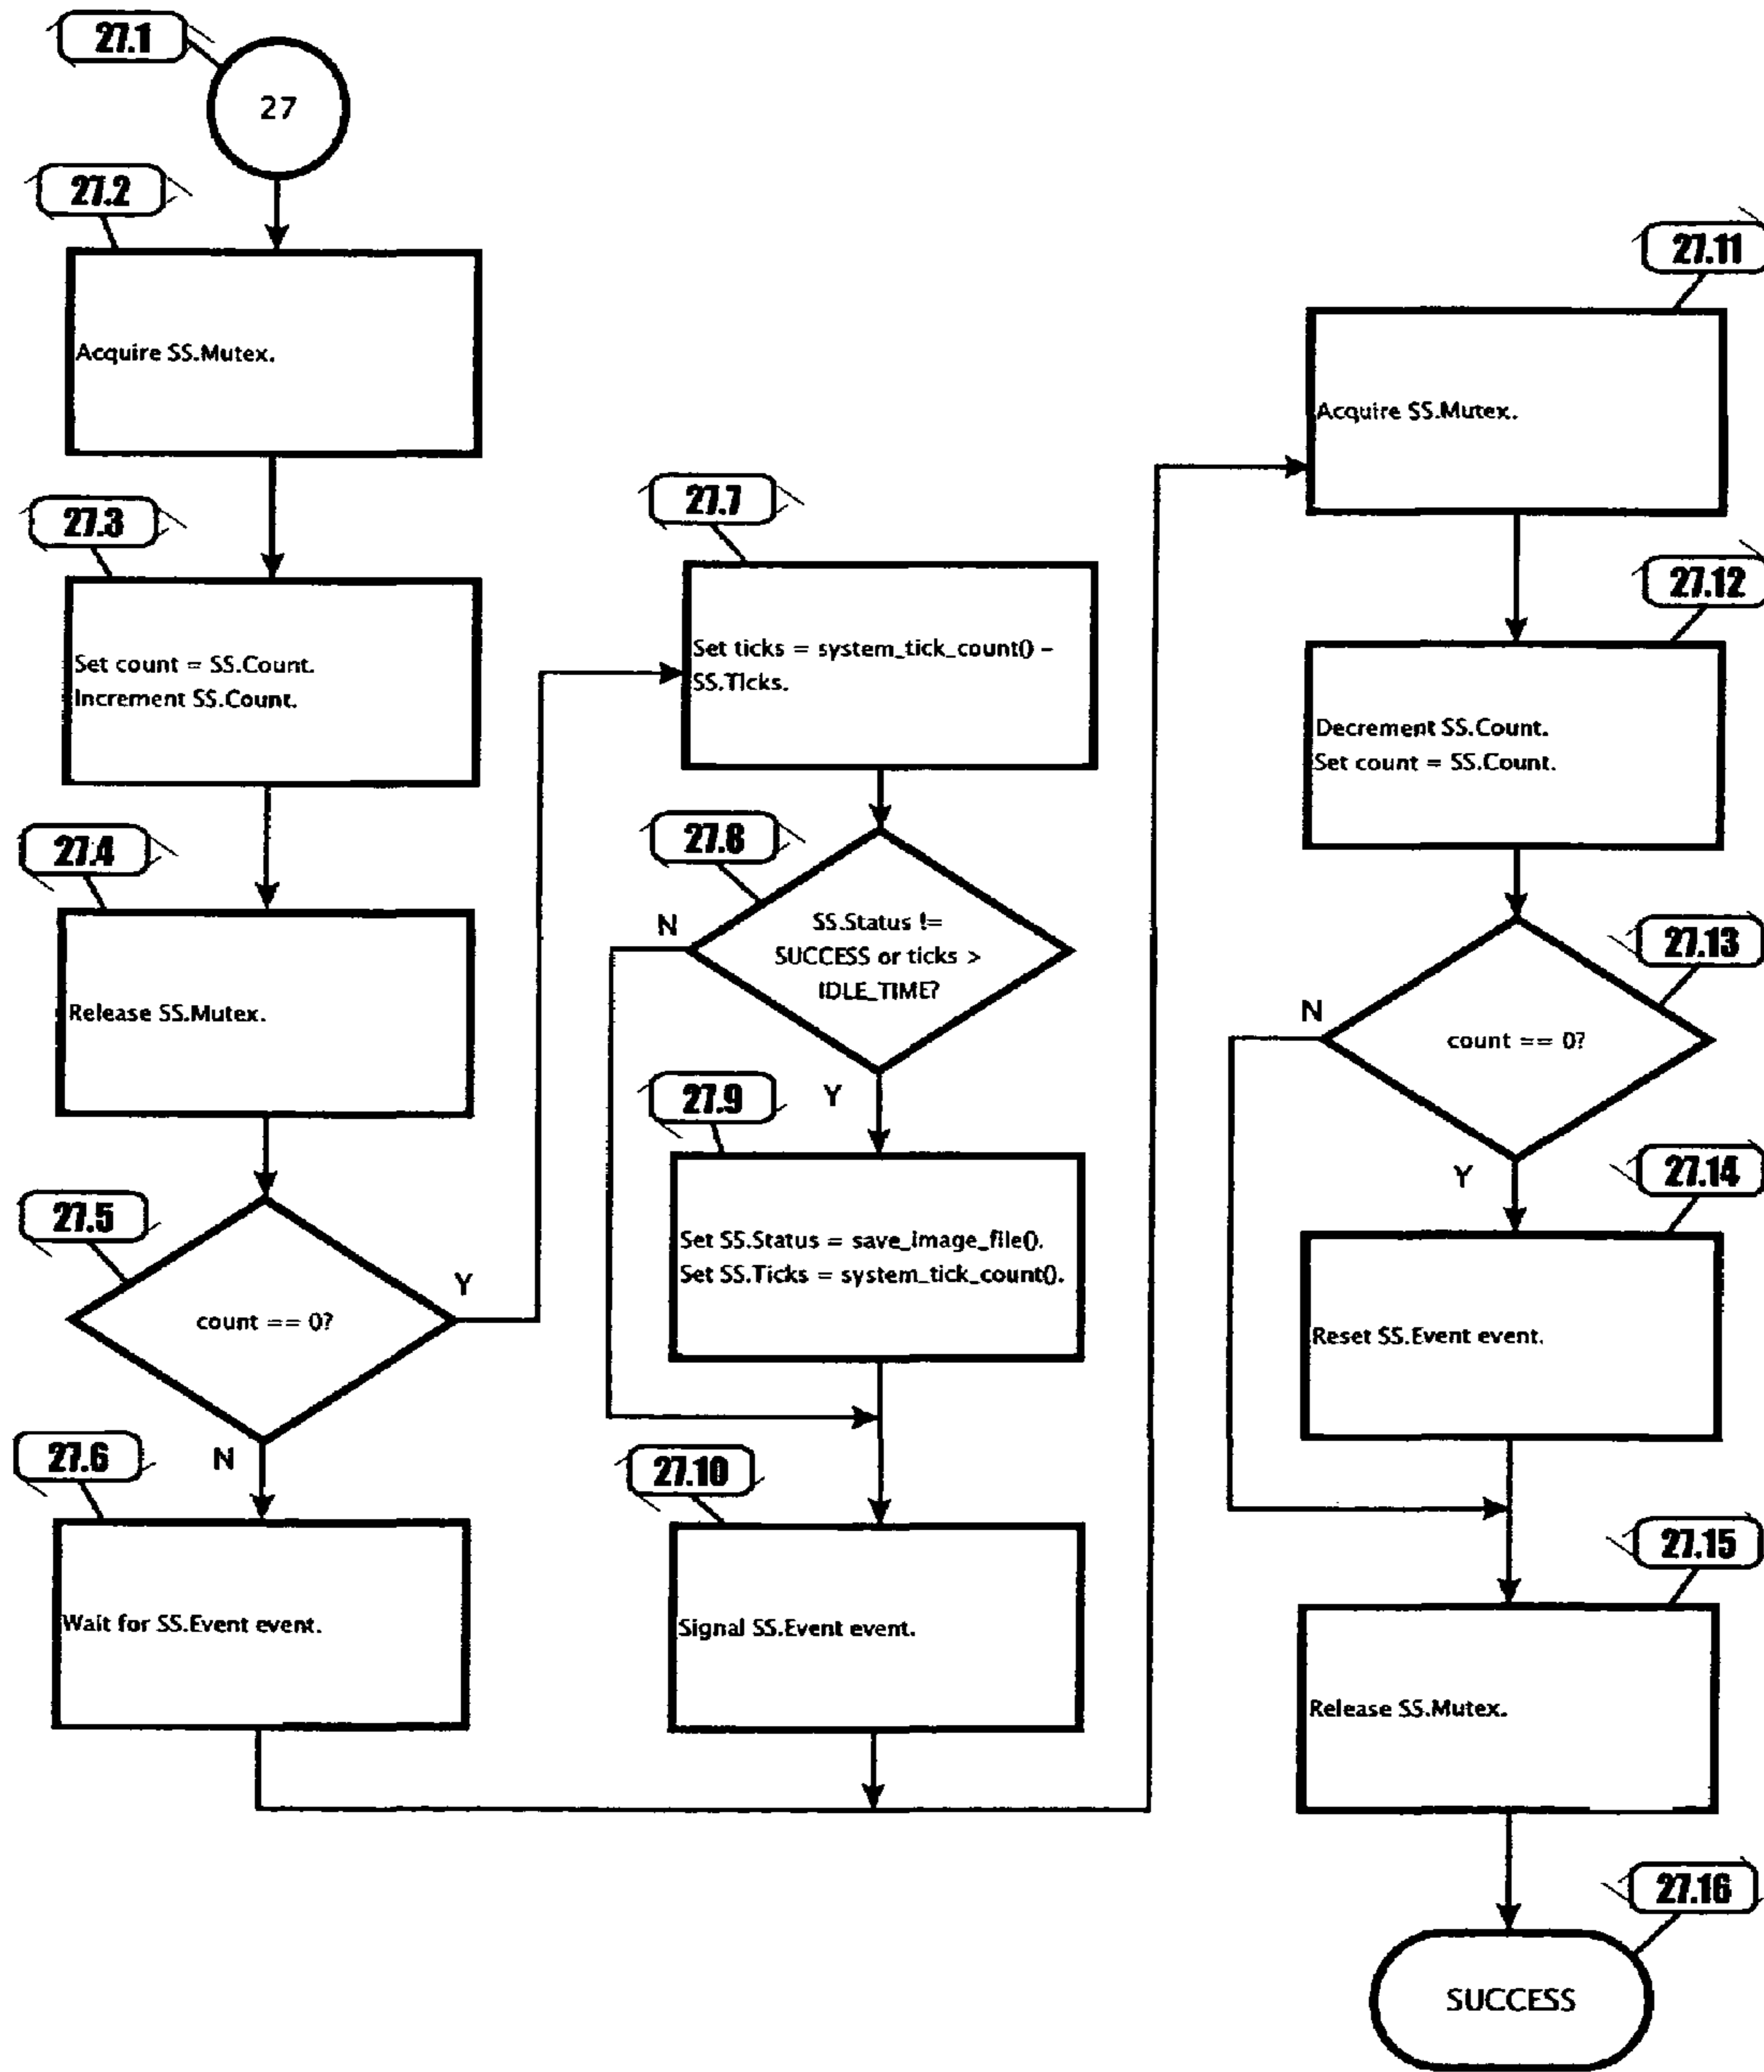 27.1
27
27.2
Acquire SS.Mutex.
27.3
Set count = SS.Count.
Increment SS.Count.
27.4
Release SS.Mutex.
27.5
count == 0?
Y
N
27.6
Wait for SS.Event event.
27.7
Set ticks = system_tick_count() –
SS.Ticks.
27.8
SS.Status !=
SUCCESS or ticks >
IDLE_TIME?
N
Y
27.9
Set SS.Status = save_image_file().
Set SS.Ticks = system_tick_count().
27.10
Signal SS.Event event.
27.11
Acquire SS.Mutex.
27.12
Decrement SS.Count.
Set count = SS.Count.
27.13
count == 0?
N
Y
27.14
Reset SS.Event event.
27.15
Release SS.Mutex.
27.16
SUCCESS